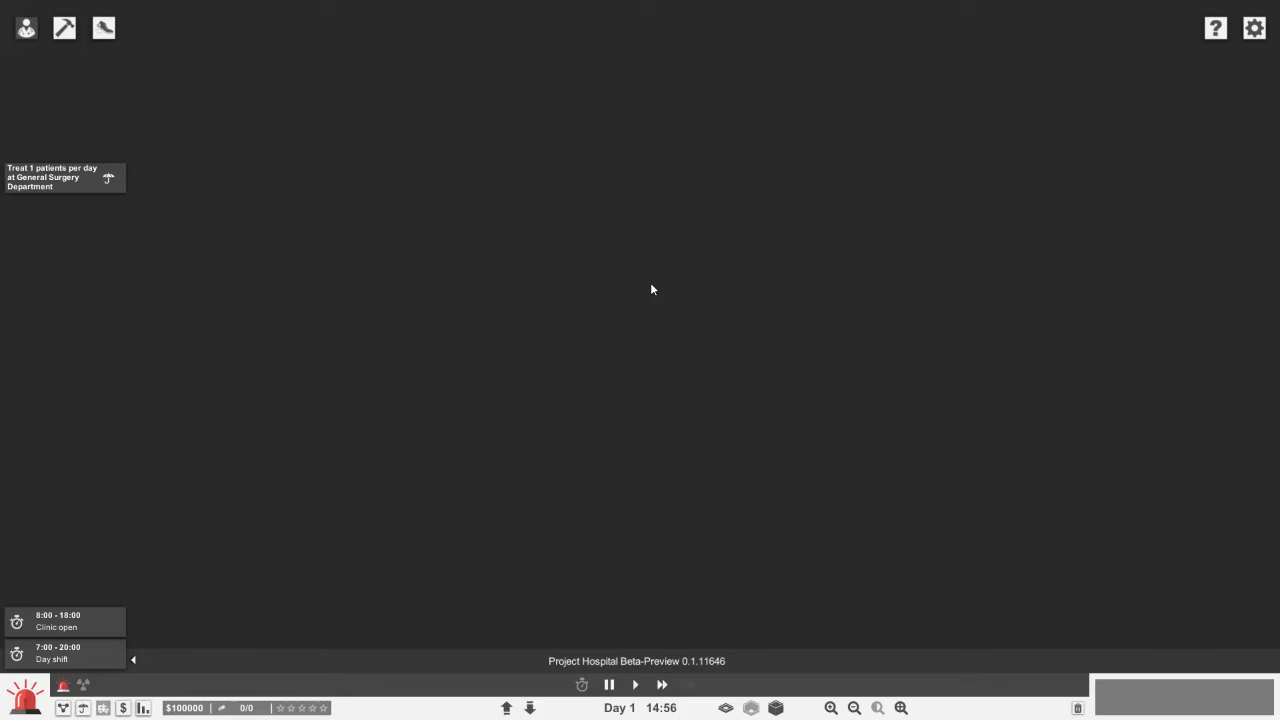 ?
Treat 1 patients per day
at General Surgery
Department
8:00 - 18:00
Clinic open
7:00 - 20:00
Day shift
Project Hospital Beta-Preview 0.1.11646
$ $100000 | 0/0 |
Day 1 14:56